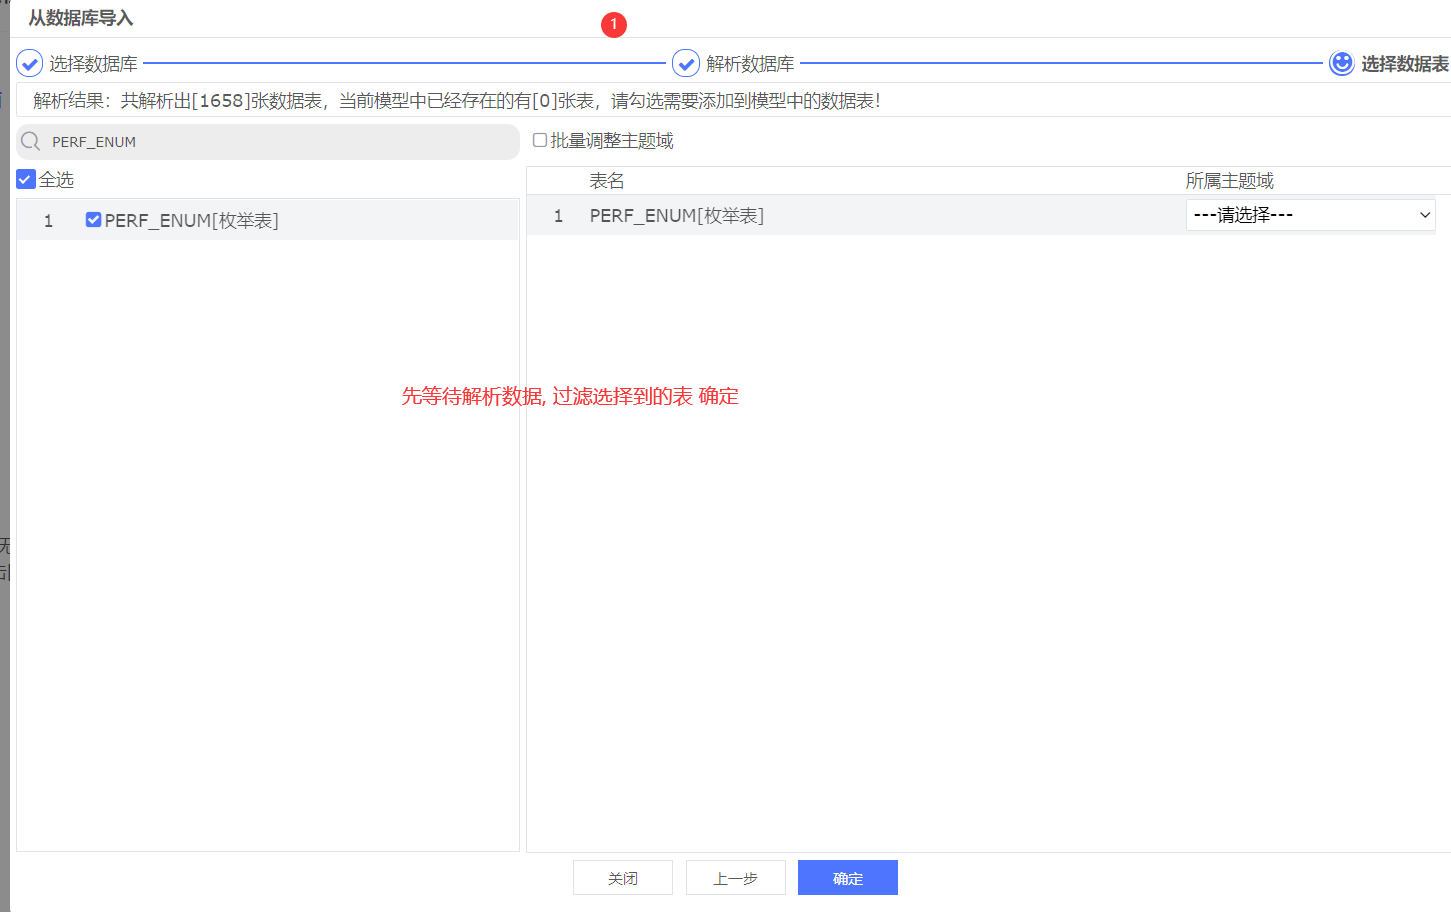 从数据库导入
1
选择数据库
解析数据库
选择数据表
解析结果：共解析出[1658]张数据表，当前模型中已经存在的有[0]张表，请勾选需要添加到模型中的数据表！
PERF_ENUM
批量调整主题域
全选
表名
所属主题域
1 PERF_ENUM[枚举表]
1 PERF_ENUM[枚举表]
---请选择---
先等待解析数据, 过滤选择到的表 确定
关闭
上一步
确定